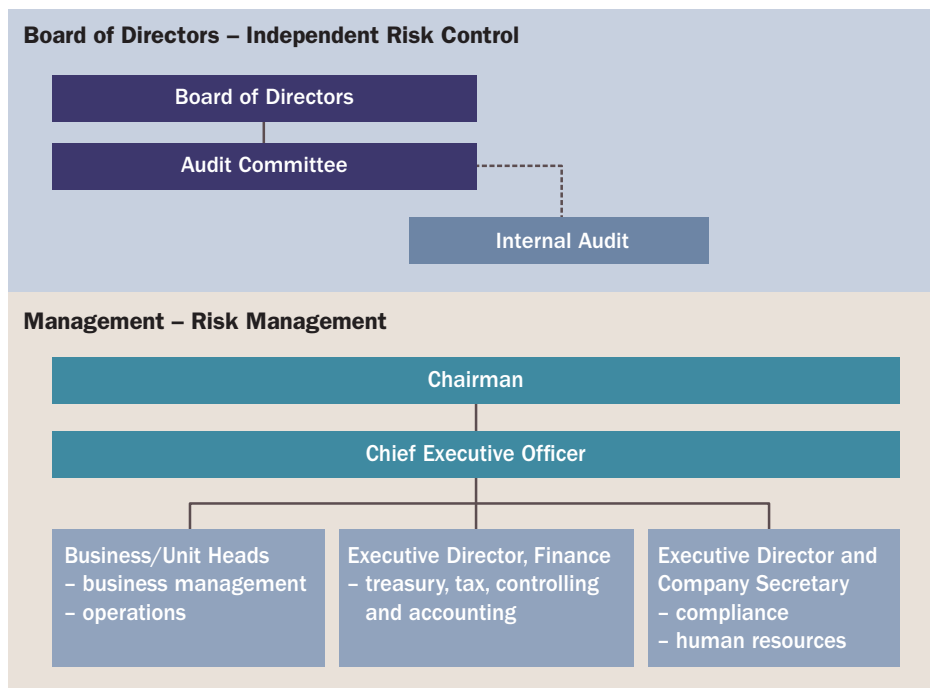 Board of Directors – Independent Risk Control
Board of Directors
Audit Committee
Internal Audit
Management – Risk Management
Chairman
Chief Executive Officer
Business/Unit Heads
– business management
– operations
Executive Director, Finance
– treasury, tax, controlling
and accounting
Executive Director and
Company Secretary
– compliance
– human resources